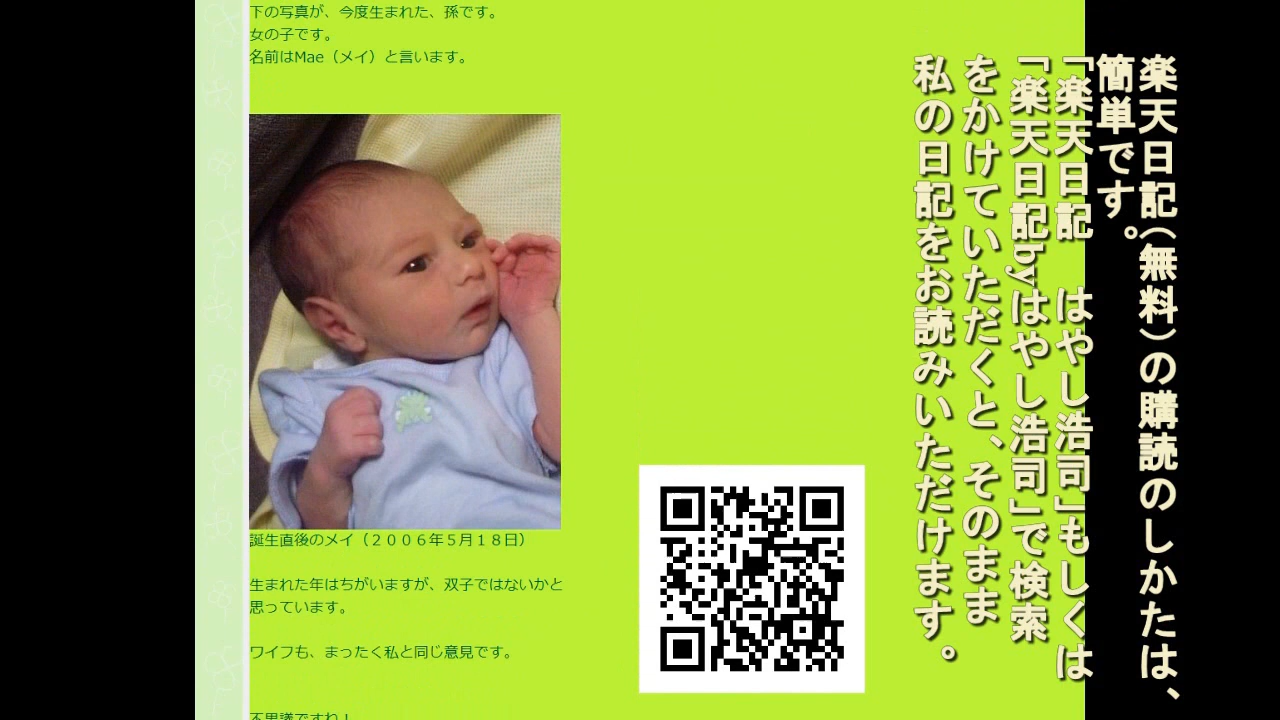 下の写真が、今度生まれた、孫です。
女の子です。
名前はMae（メイ）と言います。
誕生直後のメイ（２００６年５月１８日）
生まれた年はちがいますが、双子ではないかと
思っています。
ワイフも、まったく私と同じ意見です。
不思議ですね！
楽天日記（無料）の購読のしかたは、
簡単です。
「楽天日記　はやし浩司」もしくは
「楽天日記byはやし浩司」で検索
をかけていただくと、そのまま
私の日記をお読みいただけます。